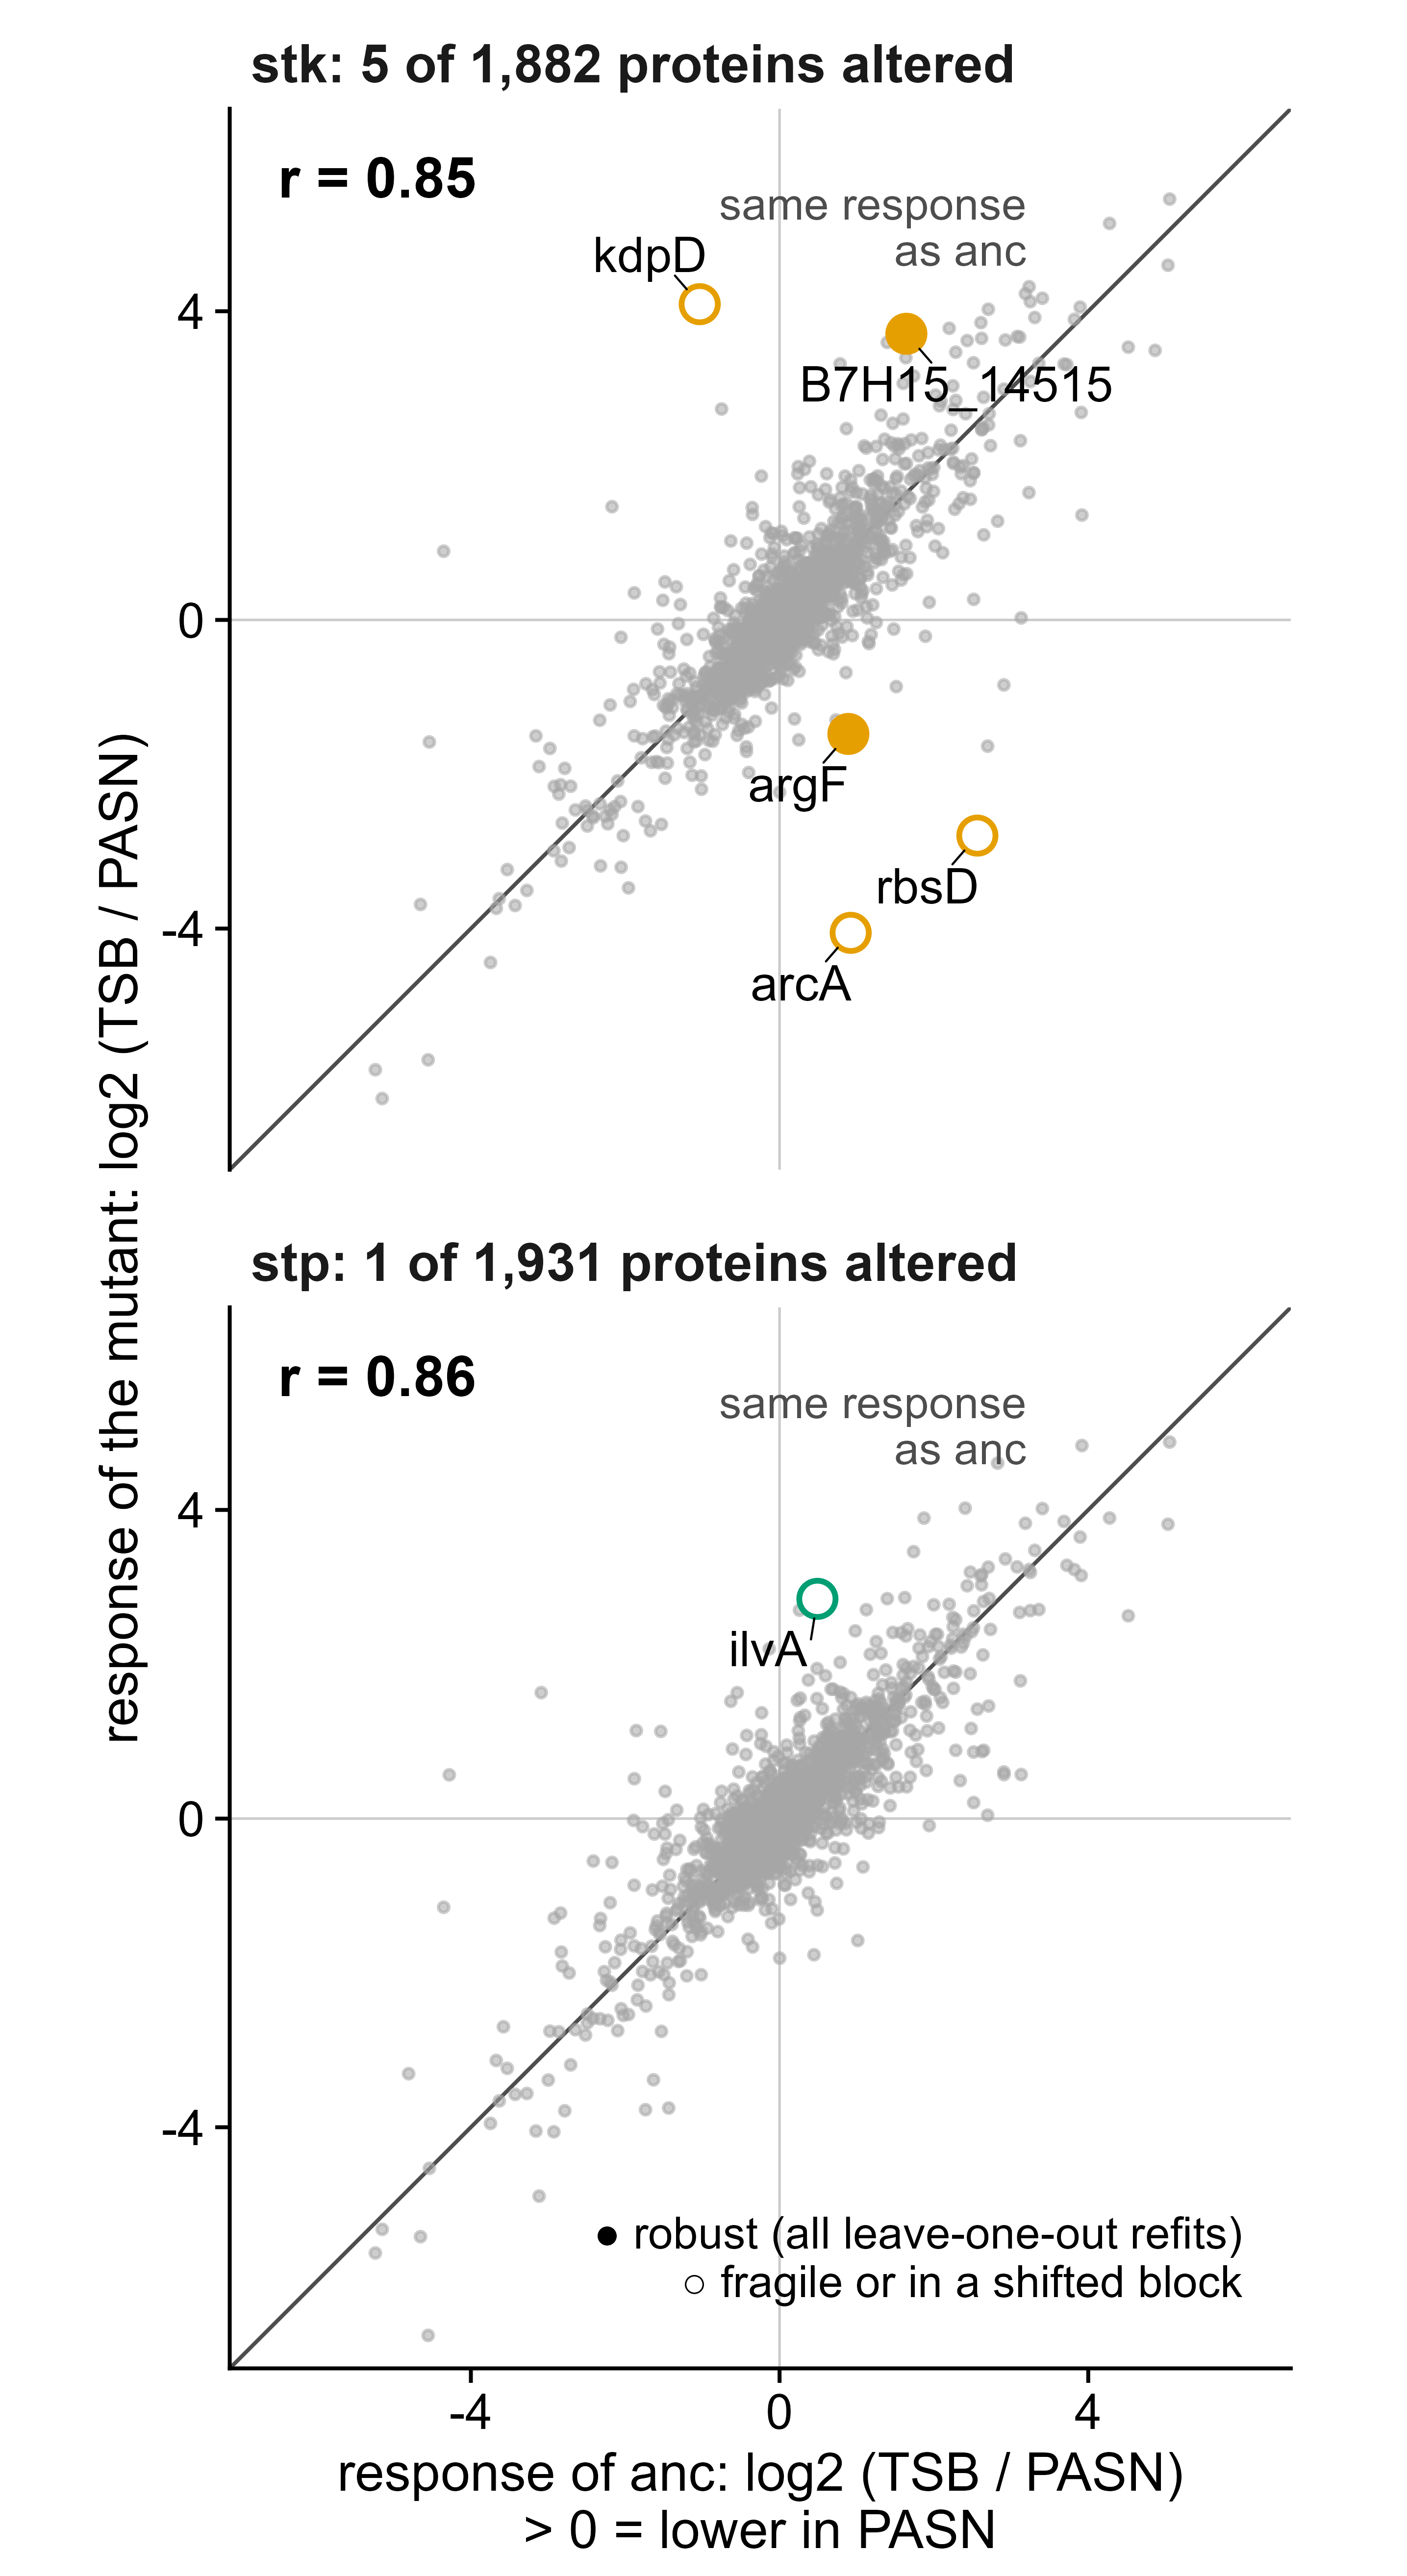 stk: 5 of 1,882 proteins altered
r = 0.85
same response
as anc
kdpD
B7H15_14515
argF
rbsD
arcA
4
0
-4
response of the mutant: log2 (TSB / PASN)
stp: 1 of 1,931 proteins altered
r = 0.86
same response
as anc
ilvA
4
0
-4
robust (all leave-one-out refits)
fragile or in a shifted block
-4
0
4
response of anc: log2 (TSB / PASN)
> 0 = lower in PASN